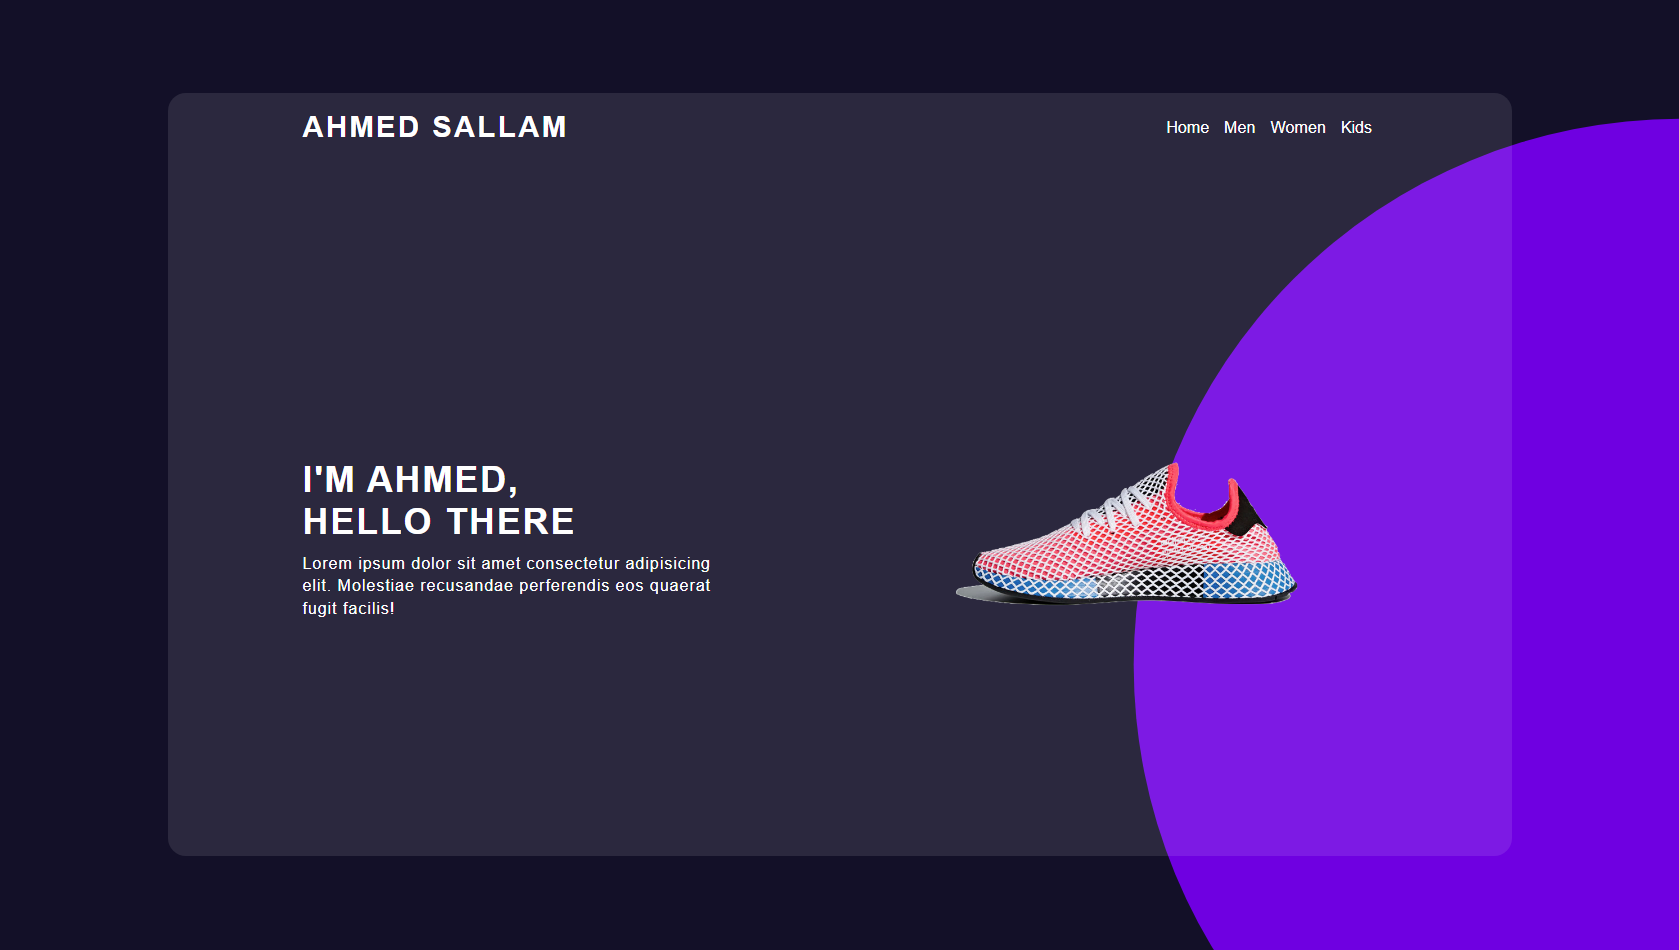 AHMED SALLAM
Home Men Women Kids
I'M AHMED,
HELLO THERE
Lorem ipsum dolor sit amet consectetur adipisicing
elit. Molestiae recusandae perferendis eos quaerat
fugit facilis!